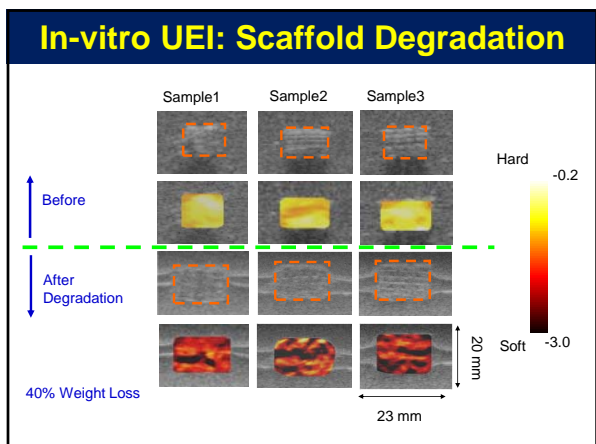 In-vitro UEI: Scaffold Degradation
Sample1 Sample2 Sample3
Hard
-0.2
Before
After
Degradation
Soft
-3.0
20 mm
40% Weight Loss
23 mm